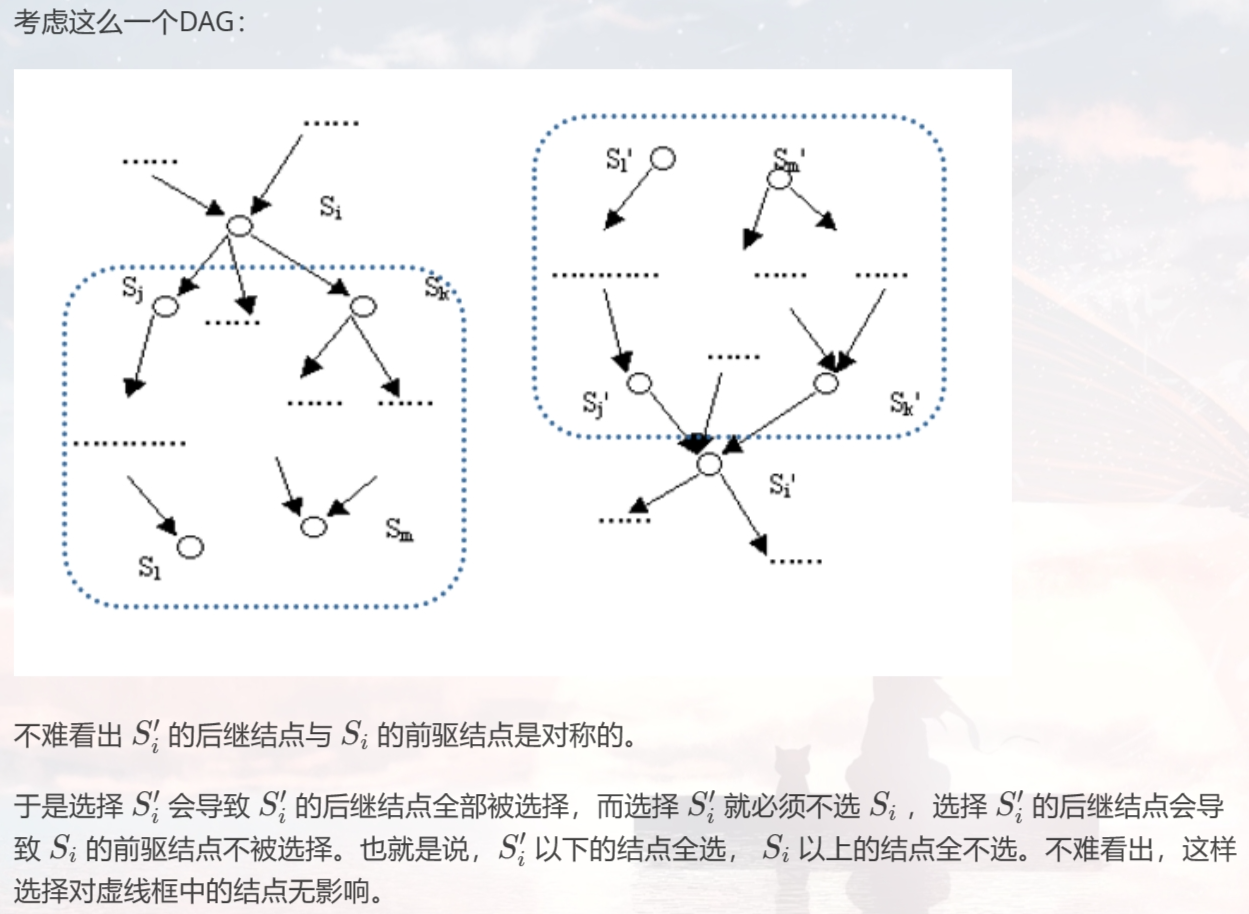 考虑这么一个DAG：
……
……
S_i
S_j
S_k
……
……
……
…………
S_l
S_m
S_l'
S_m'
…………
……
……
……
S_j'
S_k'
S_i'
……
……
不难看出 S_i′ 的后继结点与 S_i 的前驱结点是对称的。
于是选择 S_i′ 会导致 S_i′ 的后继结点全部被选择，而选择 S_i′ 就必须不选 S_i ，选择 S_i′ 的后继结点会导
致 S_i 的前驱结点不被选择。也就是说， S_i′ 以下的结点全选， S_i 以上的结点全不选。不难看出，这样
选择对虚线框中的结点无影响。